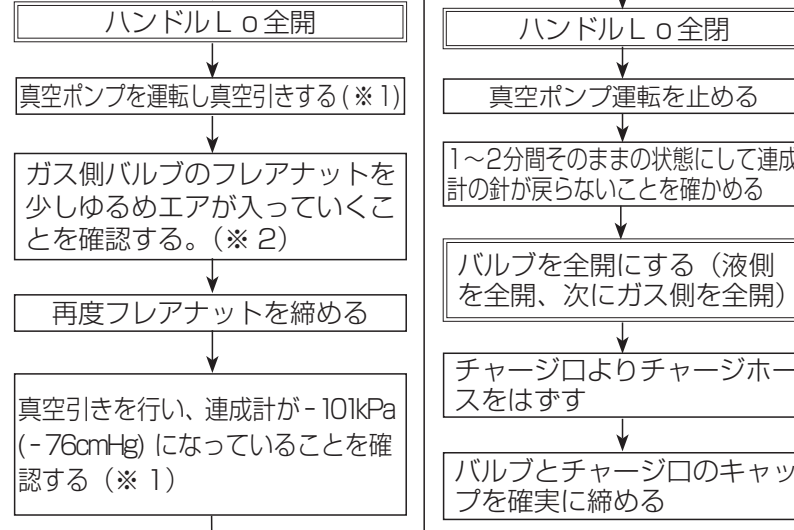 ハンドルLo全開
真空ポンプを運転し真空引きする(※1)
ガス側バルブのフレアナットを
少しゆるめエアが入っていくこ
とを確認する。(※2)
再度フレアナットを締める
真空引きを行い、連成計が-101kPa
(-76cmHg) になっていることを確
認する(※1)
ハンドルLo全閉
真空ポンプ運転を止める
1〜2分間そのままの状態にして連成
計の針が戻らないことを確かめる
バルブを全開にする(液側
を全開、次にガス側を全開)
チャージ口よりチャージホー
スをはずす
バルブとチャージ口のキャッ
プを確実に締める